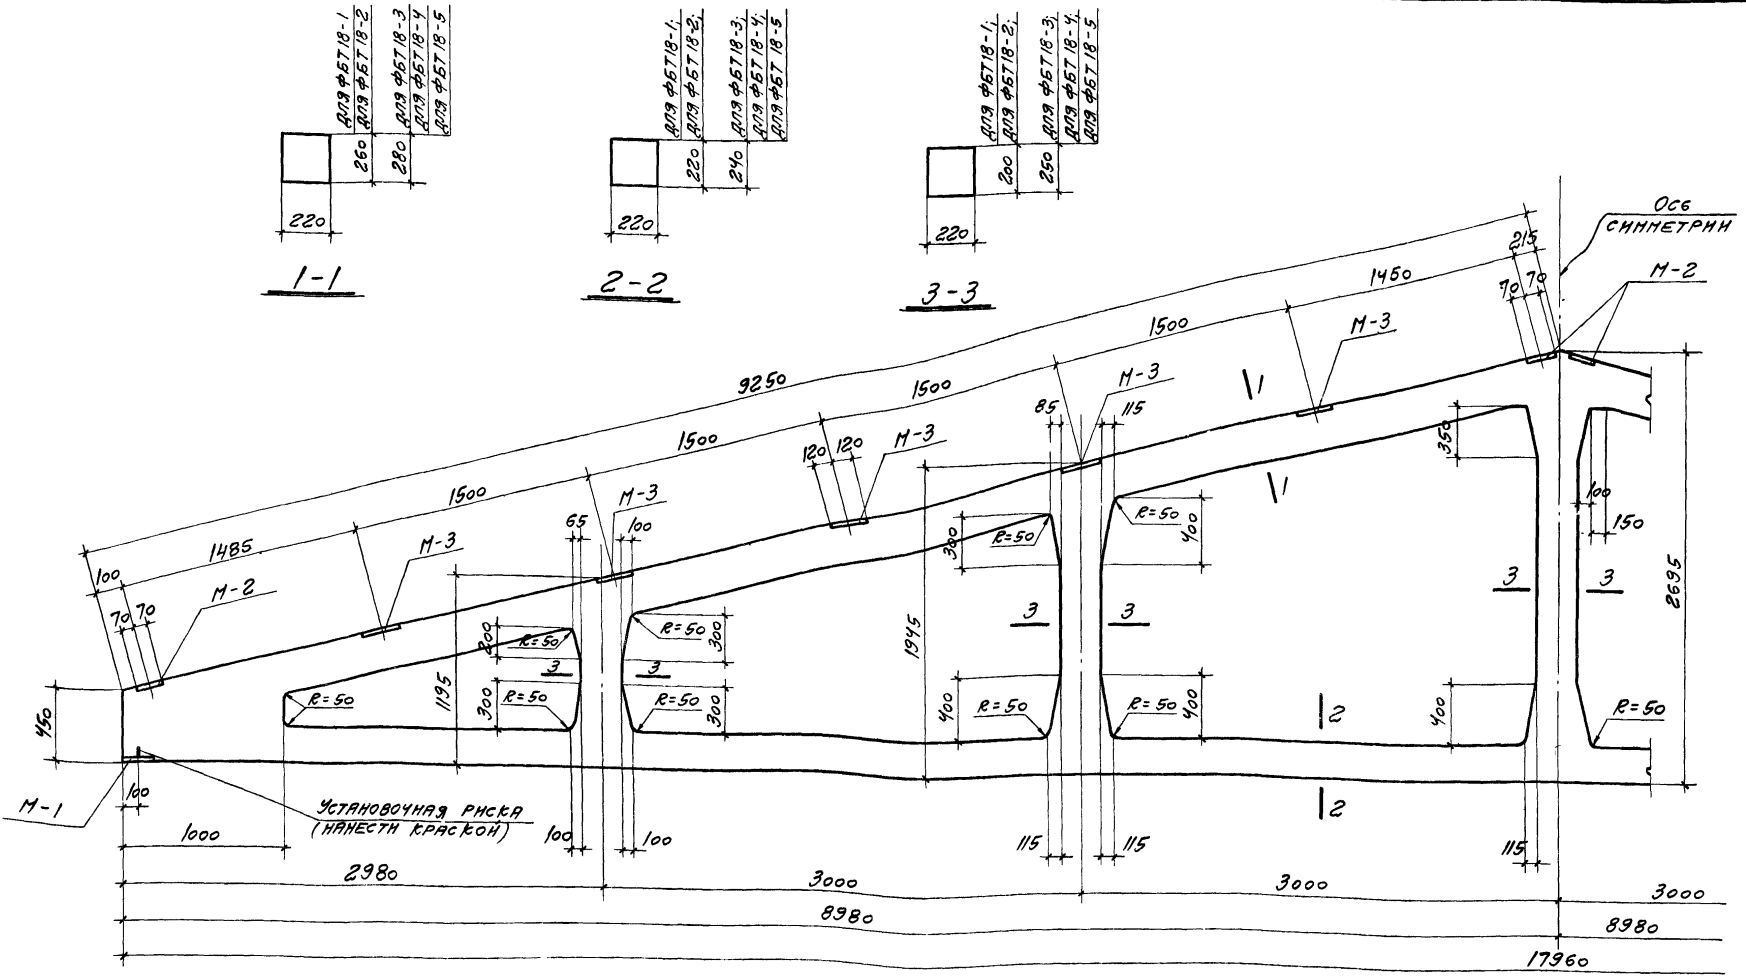 ДЛЯ ФБТ18-1
ДЛЯ ФБТ18-2
ДЛЯ ФБТ18-3
ДЛЯ ФБТ18-4
ДЛЯ ФБТ18-5
260
280
220
1-1
ДЛЯ ФБТ18-1;
ДЛЯ ФБТ18-2;
ДЛЯ ФБТ18-3;
ДЛЯ ФБТ18-4;
ДЛЯ ФБТ18-5
220
240
220
2-2
ДЛЯ ФБТ18-1;
ДЛЯ ФБТ18-2;
ДЛЯ ФБТ18-3;
ДЛЯ ФБТ18-4;
ДЛЯ ФБТ18-5
200
250
220
3-3
ОСЬ
СИММЕТРИИ
215
М-2
1450
70
70
1500
М-3
9250
1500
М-3
1
85
115
1500
120
120
М-3
350
1500
М-3
1
1485
М-3
65
100
R=50
300
R=50
400
100
150
100
М-2
70
70
2695
3
3
3
3
200
R=50
R=50
300
1945
3
3
1195
R=50
300
R=50
R=50
300
400
R=50
R=50
400
2
400
R=50
450
М-1
100
УСТАНОВОЧНАЯ РИСКА
(НАНЕСТИ КРАСКОЙ)
2
1000
100
100
115
115
115
2980
3000
3000
3000
8980
8980
17960